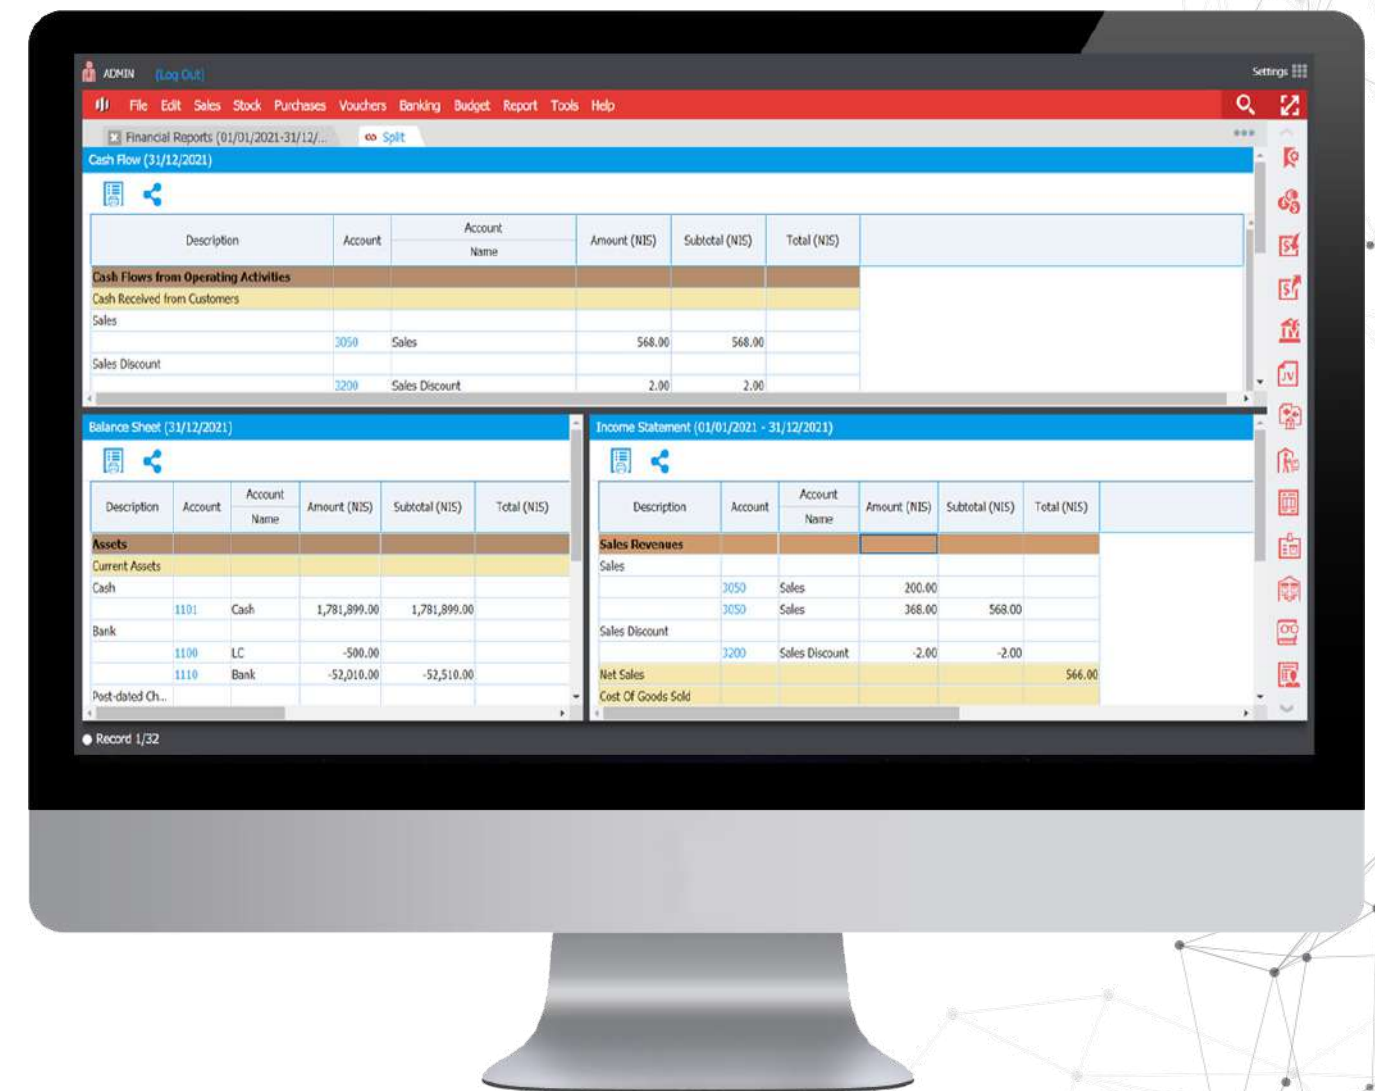 ADMIN (Log Out) Settings
File Edit Sales Stock Purchases Vouchers Banking Budget Report Tools Help
Financial Reports (01/01/2021-31/12/... Split
Cash Flow (31/12/2021)
Description Account Account Name Amount (NIS) Subtotal (NIS) Total (NIS)
Cash Flows from Operating Activities
Cash Received from Customers
Sales
3050 Sales 568.00 568.00
Sales Discount
3200 Sales Discount 2.00 2.00
Balance Sheet (31/12/2021)
Description Account Account Name Amount (NIS) Subtotal (NIS) Total (NIS)
Assets
Current Assets
Cash
1101 Cash 1,781,899.00 1,781,899.00
Bank
1100 LC -500.00
1110 Bank -52,010.00 -52,510.00
Post-dated Ch...
Income Statement (01/01/2021 - 31/12/2021)
Description Account Account Name Amount (NIS) Subtotal (NIS) Total (NIS)
Sales Revenues
Sales
3050 Sales 200.00
3050 Sales 368.00 568.00
Sales Discount
3200 Sales Discount -2.00 -2.00
Net Sales 566.00
Cost Of Goods Sold
JV
Record 1/32